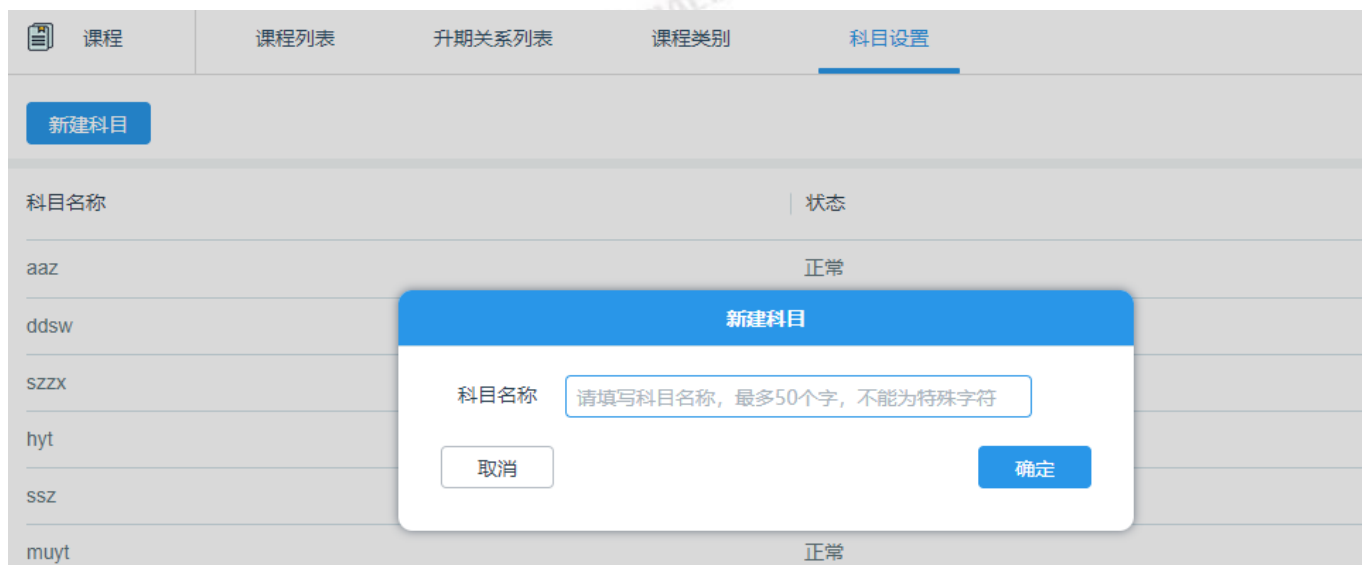 课程 课程列表 升期关系列表 课程类别 科目设置
新建科目
科目名称 状态
aaz 正常
ddsw
szzx
hyt
ssz
muyt 正常
新建科目
科目名称 请填写科目名称，最多50个字，不能为特殊字符
取消 确定